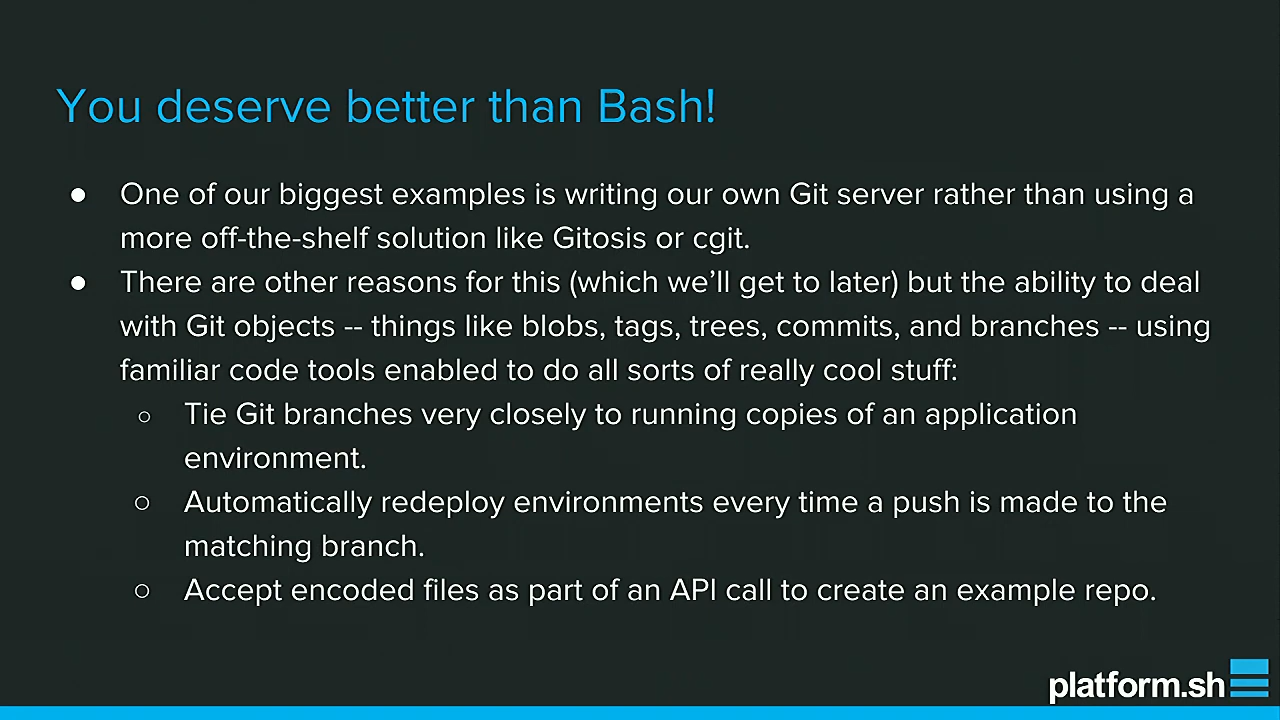 You deserve better than Bash!
● One of our biggest examples is writing our own Git server rather than using a
more off-the-shelf solution like Gitosis or cgit.
● There are other reasons for this (which we’ll get to later) but the ability to deal
with Git objects -- things like blobs, tags, trees, commits, and branches -- using
familiar code tools enabled to do all sorts of really cool stuff:
○ Tie Git branches very closely to running copies of an application
environment.
○ Automatically redeploy environments every time a push is made to the
matching branch.
○ Accept encoded files as part of an API call to create an example repo.
platform.sh